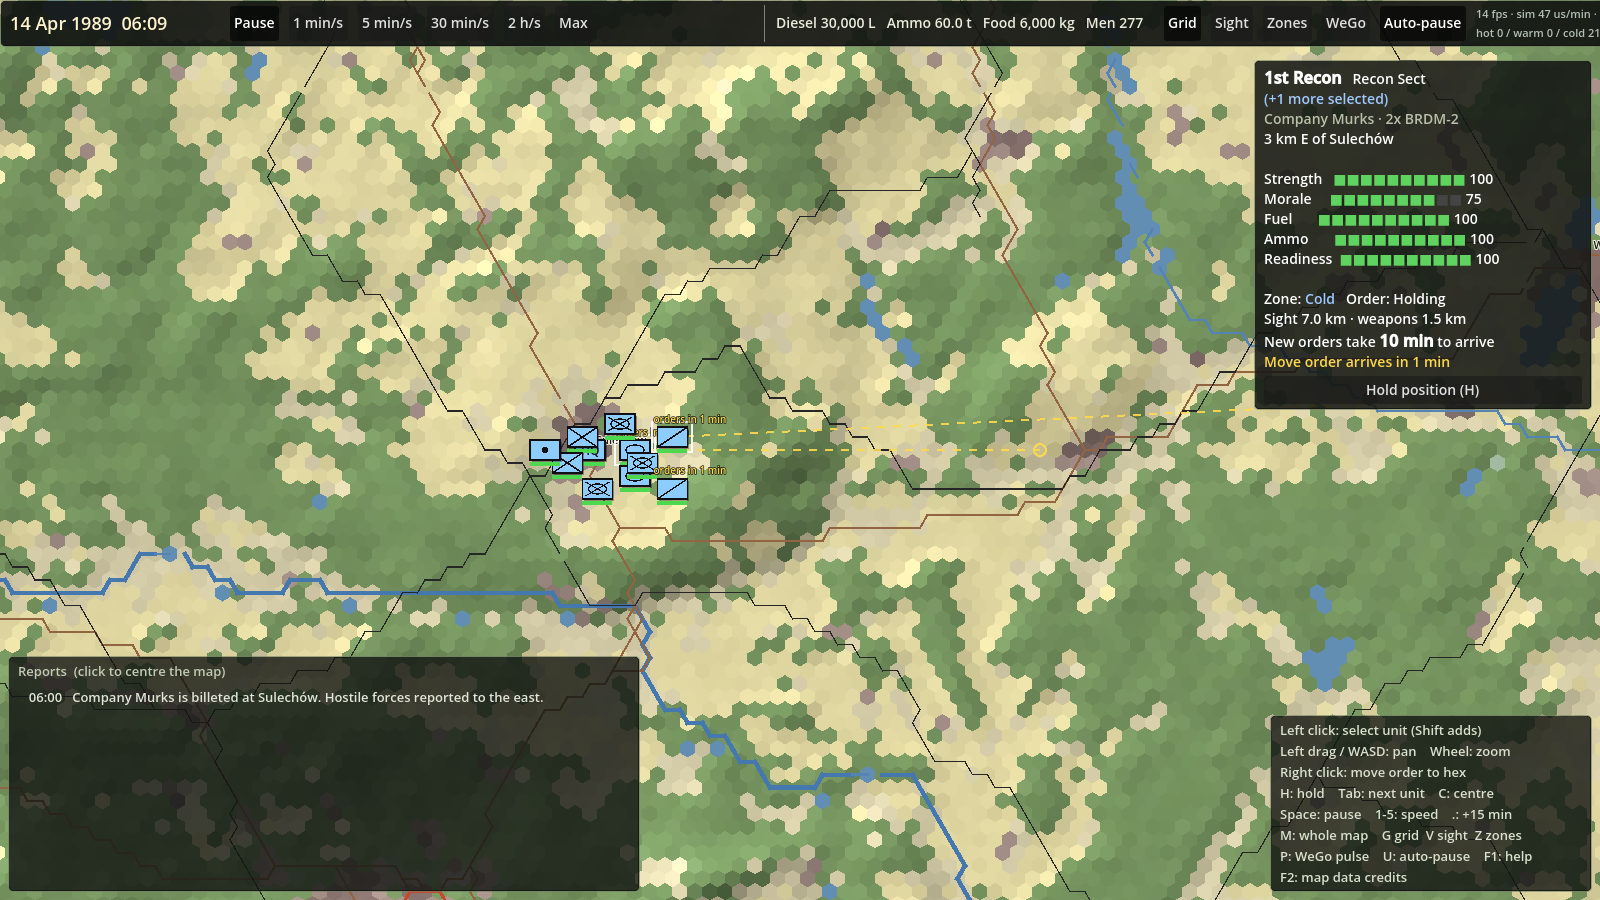 14 Apr 1989  06:09
Pause  1 min/s  5 min/s  30 min/s  2 h/s  Max
Diesel 30,000 L  Ammo 60.0 t  Food 6,000 kg  Men 277
Grid  Sight  Zones  WeGo  Auto-pause
14 fps · sim 47 us/min ·
hot 0 / warm 0 / cold 21
1st Recon  Recon Sect
(+1 more selected)
Company Murks · 2x BRDM-2
3 km E of Sulechów
Strength 100
Morale 75
Fuel 100
Ammo 100
Readiness 100
Zone: Cold  Order: Holding
Sight 7.0 km · weapons 1.5 km
New orders take 10 min to arrive
Move order arrives in 1 min
Hold position (H)
orders in 1 min
orders in 1 min
Reports  (click to centre the map)
06:00  Company Murks is billeted at Sulechów. Hostile forces reported to the east.
Left click: select unit (Shift adds)
Left drag / WASD: pan  Wheel: zoom
Right click: move order to hex
H: hold  Tab: next unit  C: centre
Space: pause  1-5: speed  .: +15 min
M: whole map  G grid  V sight  Z zones
P: WeGo pulse  U: auto-pause  F1: help
F2: map data credits